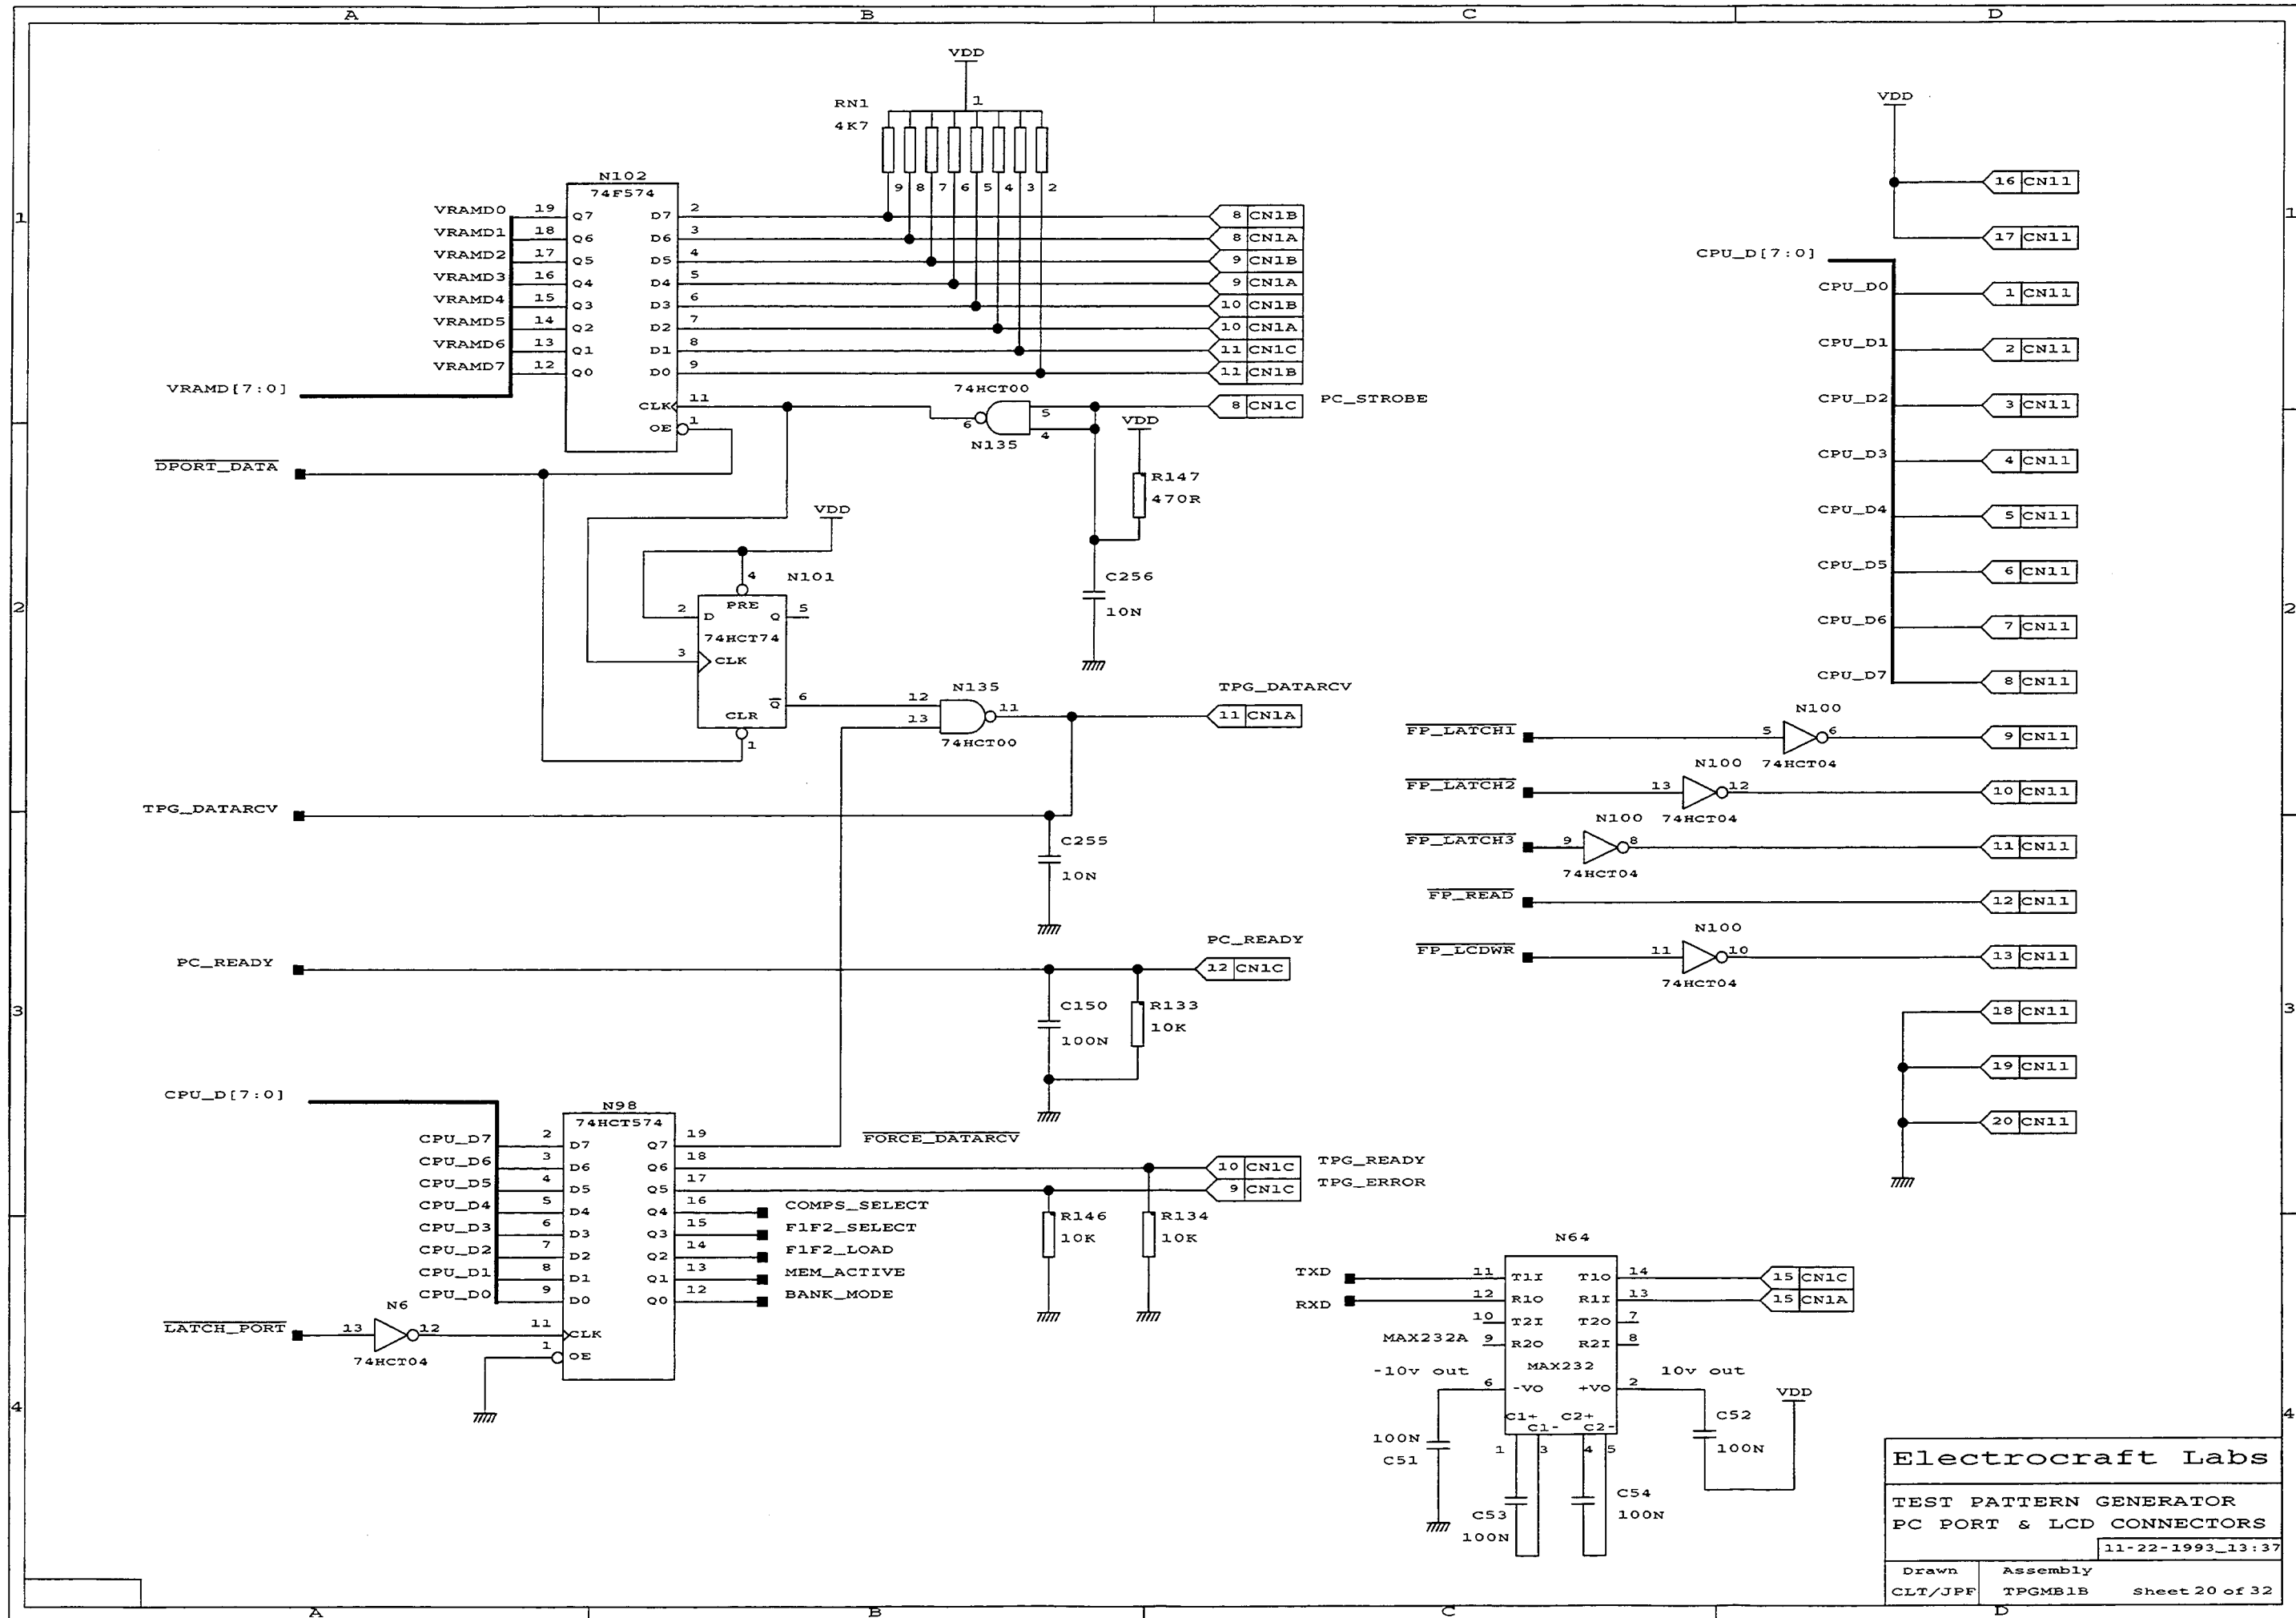 A B C D
VDD
RN1 1
4K7
9 8 7 6 5 4 3 2
N102
74F574
VRAMD0 19 Q7 D7 2 8 CN1B
VRAMD1 18 Q6 D6 3 8 CN1A
VRAMD2 17 Q5 D5 4 9 CN1B
VRAMD3 16 Q4 D4 5 9 CN1A
VRAMD4 15 Q3 D3 6 10 CN1B
VRAMD5 14 Q2 D2 7 10 CN1A
VRAMD6 13 Q1 D1 8 11 CN1C
VRAMD7 12 Q0 D0 9 11 CN1B
VRAMD[7:0]
CLK 11
OE 1
74HCT00
6 5 4
N135
8 CN1C PC_STROBE
VDD
R147
470R
DPORT_DATA
VDD
4 N101
2 D PRE Q 5
74HCT74
3 CLK
Q 6
CLR
1
C256
10N
12 N135 11
13
74HCT00
TPG_DATARCV
11 CN1A
TPG_DATARCV
C255
10N
PC_READY
PC_READY
12 CN1C
C150
100N
R133
10K
CPU_D[7:0]
N98
74HCT574
CPU_D7 2 D7 Q7 19
FORCE_DATARCV
CPU_D6 3 D6 Q6 18 10 CN1C TPG_READY
CPU_D5 4 D5 Q5 17 9 CN1C TPG_ERROR
CPU_D4 5 D4 Q4 16 COMPS_SELECT
CPU_D3 6 D3 Q3 15 F1F2_SELECT
CPU_D2 7 D2 Q2 14 F1F2_LOAD
CPU_D1 8 D1 Q1 13 MEM_ACTIVE
CPU_D0 9 D0 Q0 12 BANK_MODE
R146
10K
R134
10K
N6
LATCH_PORT 13 12
74HCT04
11 CLK
1 OE
VDD
16 CN11
17 CN11
CPU_D[7:0]
CPU_D0 1 CN11
CPU_D1 2 CN11
CPU_D2 3 CN11
CPU_D3 4 CN11
CPU_D4 5 CN11
CPU_D5 6 CN11
CPU_D6 7 CN11
CPU_D7 8 CN11
N100
FP_LATCH1 5 6 9 CN11
74HCT04
N100
FP_LATCH2 13 12 10 CN11
74HCT04
N100
FP_LATCH3 9 8 11 CN11
74HCT04
FP_READ 12 CN11
N100
FP_LCDWR 11 10 13 CN11
74HCT04
18 CN11
19 CN11
20 CN11
N64
TXD 11 T1I T1O 14 15 CN1C
RXD 12 R1O R1I 13 15 CN1A
10 T2I T2O 7
MAX232A 9 R2O R2I 8
MAX232
-10v out 6 -VO +VO 2 10v out
VDD
C1+ C2+
C1- C2-
1 3 4 5
100N
C51
C52
100N
C53
100N
C54
100N
Electrocraft Labs
TEST PATTERN GENERATOR
PC PORT & LCD CONNECTORS
11-22-1993_13:37
Drawn Assembly
CLT/JPF TPGMB1B Sheet 20 of 32
1 1
2 2
3 3
4 4
A B C D